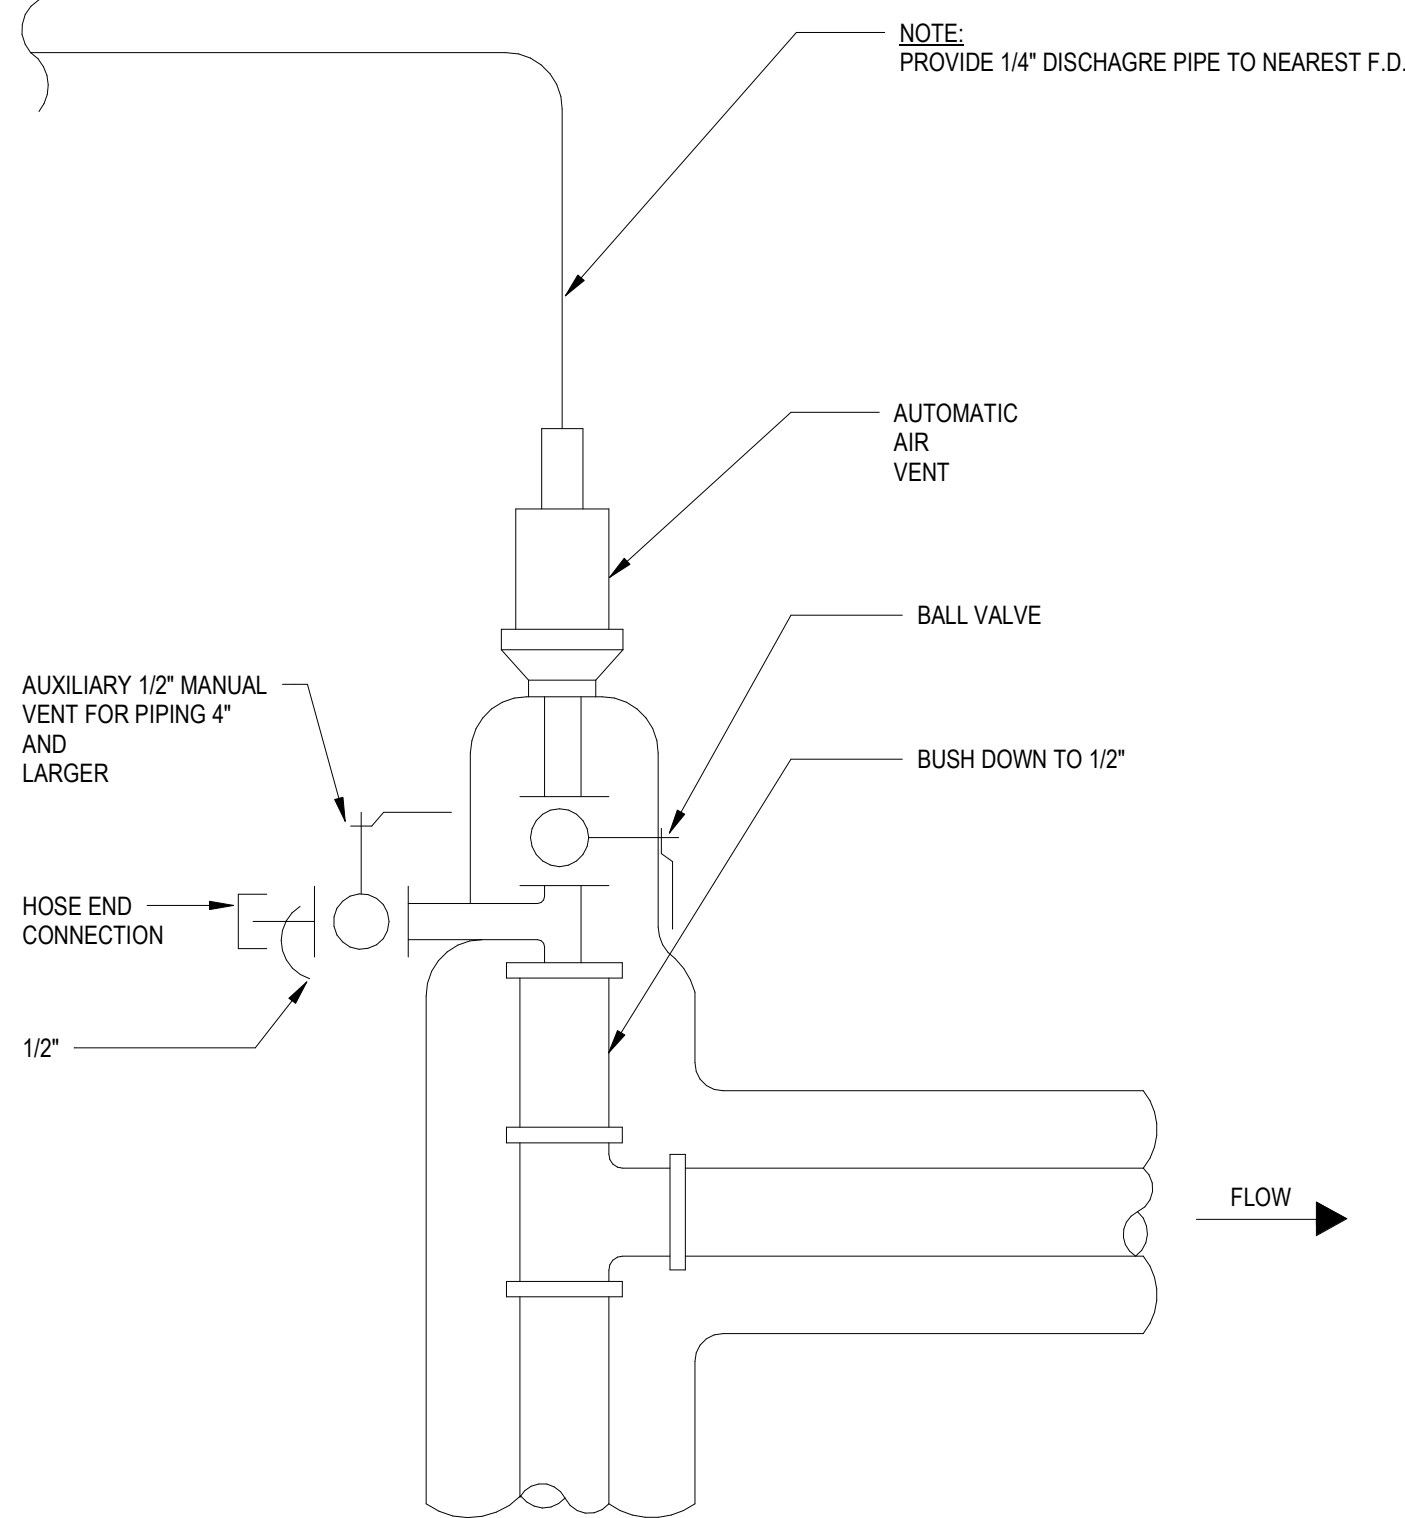 NOTE:
PROVIDE 1/4" DISCHAGRE PIPE TO NEAREST F.D.
AUTOMATIC
AIR
VENT
BALL VALVE
AUXILIARY 1/2" MANUAL
VENT FOR PIPING 4"
AND
LARGER
BUSH DOWN TO 1/2"
HOSE END
CONNECTION
1/2"
FLOW